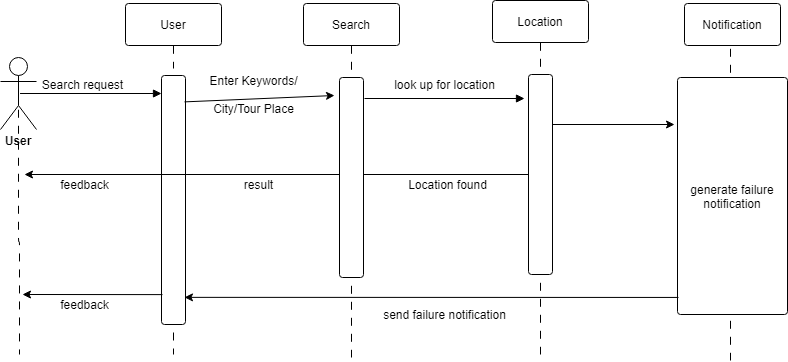 User
Search
Location
Notification
Search request
Enter Keywords/
City/Tour Place
look up for location
User
feedback
result
Location found
generate failure
notification
feedback
send failure notification